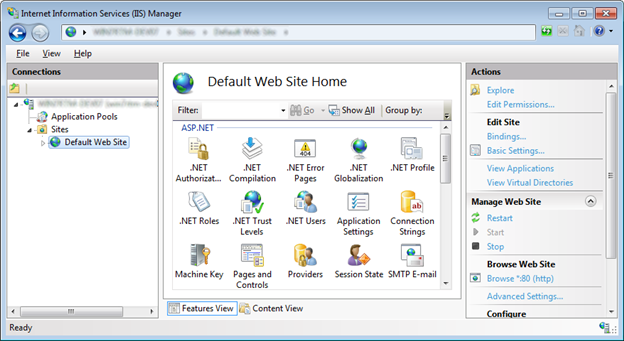 Internet Information Services (IIS) Manager
Sites
Default Web Site
File View Help
Connections
Application Pools
Sites
Default Web Site
Default Web Site Home
Filter: Go Show All Group by:
ASP.NET
.NET Authorizat...
.NET Compilation
.NET Error Pages
404
.NET Globalization
.NET Profile
.NET Roles
.NET Trust Levels
.NET Users
Application Settings
ab
Connection Strings
Machine Key
Pages and Controls
Providers
Session State
SMTP E-mail
Features View
Content View
Actions
Explore
Edit Permissions...
Edit Site
Bindings...
Basic Settings...
View Applications
View Virtual Directories
Manage Web Site
Restart
Start
Stop
Browse Web Site
Browse *:80 (http)
Advanced Settings...
Configure
Ready